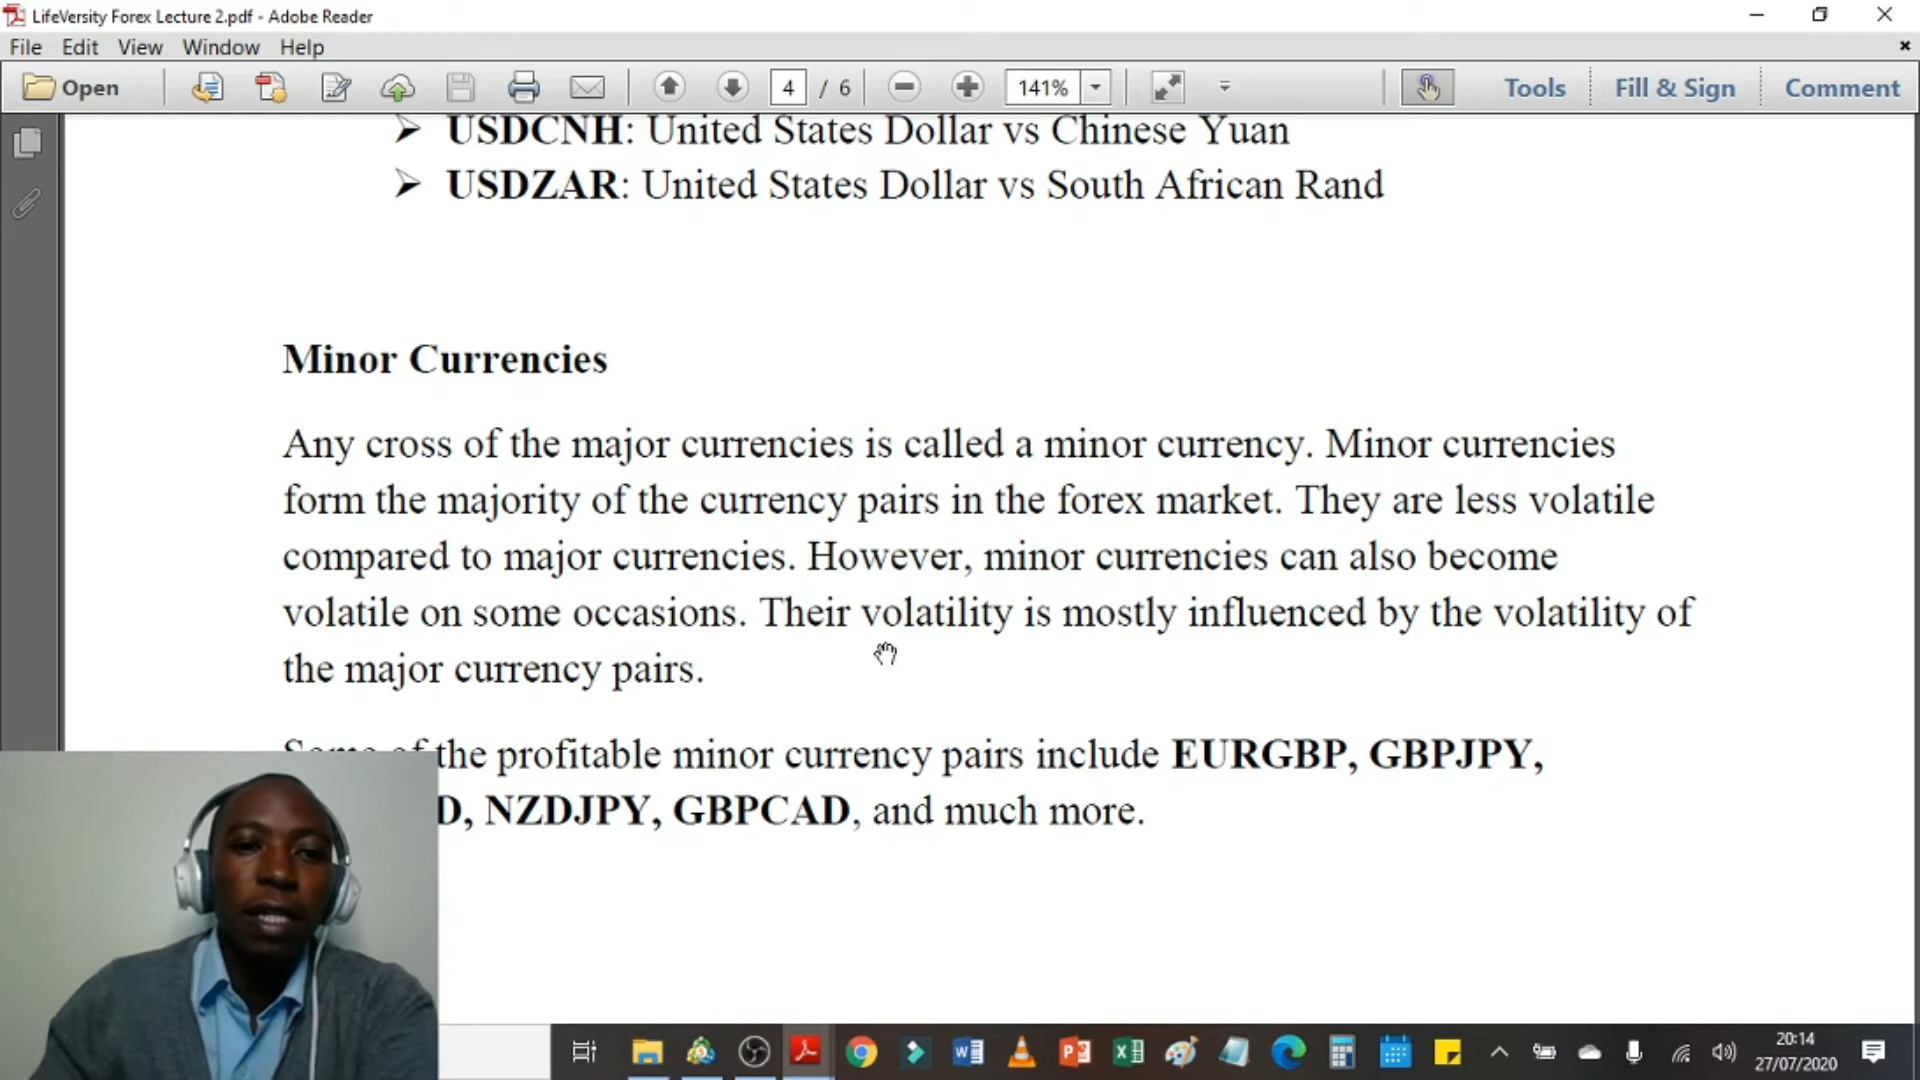 LifeVersity Forex Lecture 2.pdf - Adobe Reader
File Edit View Window Help
Open 4 / 6 141% Tools Fill & Sign Comment
➢ USDCNH: United States Dollar vs Chinese Yuan
➢ USDZAR: United States Dollar vs South African Rand
Minor Currencies
Any cross of the major currencies is called a minor currency. Minor currencies
form the majority of the currency pairs in the forex market. They are less volatile
compared to major currencies. However, minor currencies can also become
volatile on some occasions. Their volatility is mostly influenced by the volatility of
the major currency pairs.
the profitable minor currency pairs include EURGBP, GBPJPY,
D, NZDJPY, GBPCAD, and much more.
20:14
27/07/2020